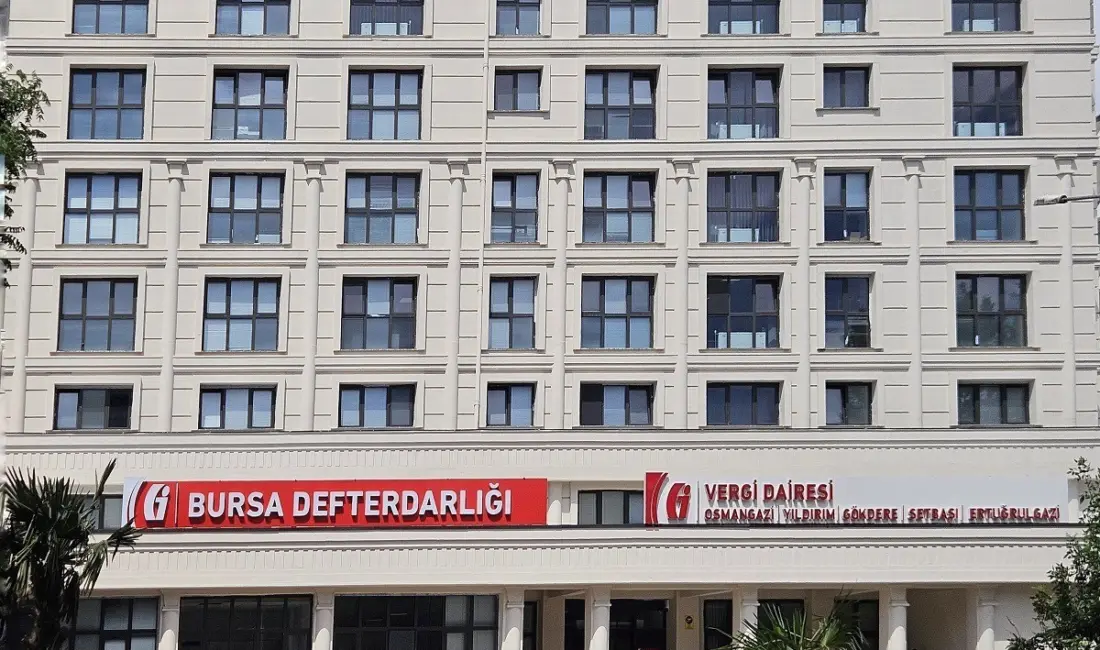 BURSA DEFTERDARLIĞI
VERGİ DAİRESİ
OSMANGAZİ | YILDIRIM | GÖKDERE | SETBAŞI | ERTUĞRULGAZİ